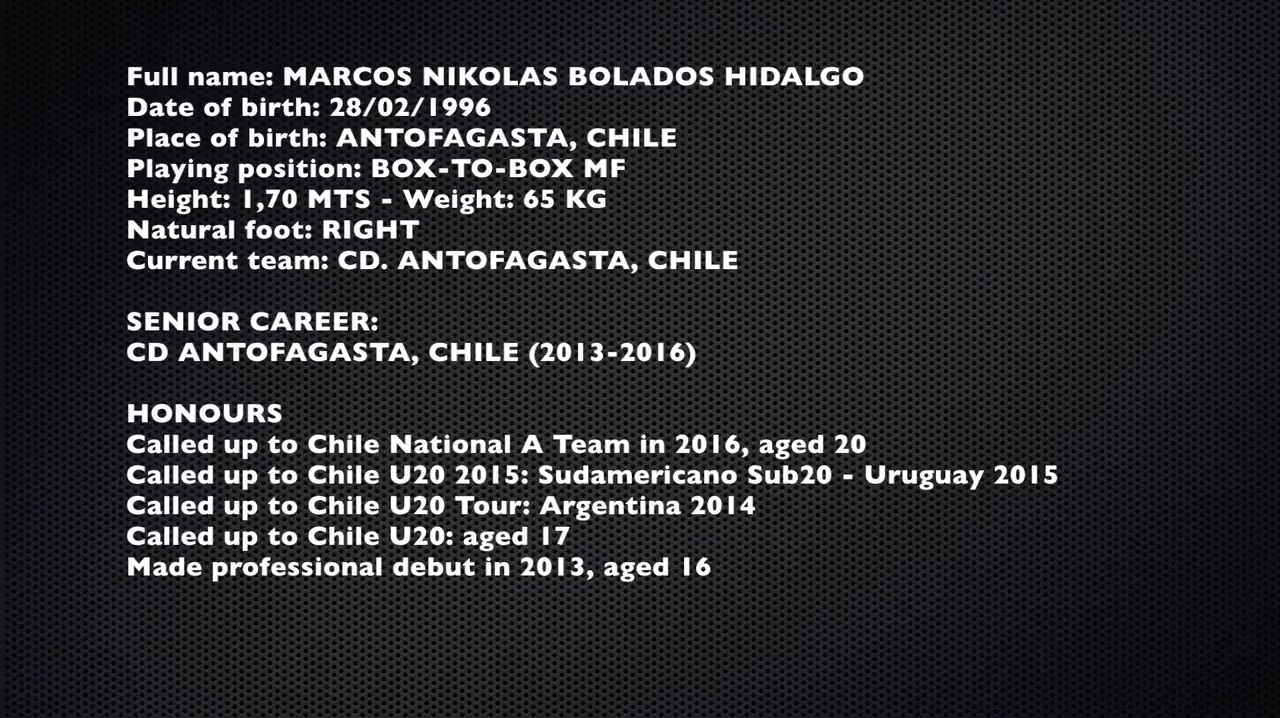 Full name: MARCOS NIKOLAS BOLADOS HIDALGO
Date of birth: 28/02/1996
Place of birth: ANTOFAGASTA, CHILE
Playing position: BOX-TO-BOX MF
Height: 1,70 MTS - Weight: 65 KG
Natural foot: RIGHT
Current team: CD. ANTOFAGASTA, CHILE
SENIOR CAREER:
CD ANTOFAGASTA, CHILE (2013-2016)
HONOURS
Called up to Chile National A Team in 2016, aged 20
Called up to Chile U20 2015: Sudamericano Sub20 - Uruguay 2015
Called up to Chile U20 Tour: Argentina 2014
Called up to Chile U20: aged 17
Made professional debut in 2013, aged 16